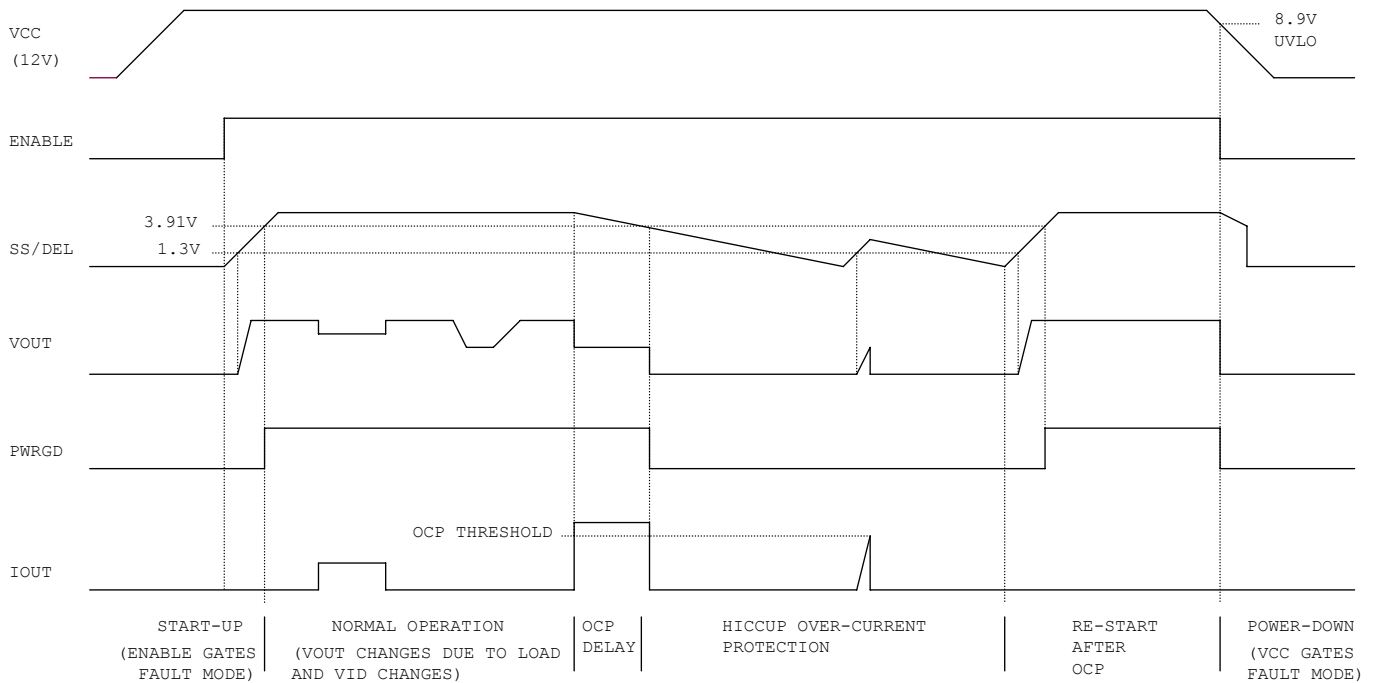 VCC
(12V)
8.9V
UVLO
ENABLE
3.91V
SS/DEL
1.3V
VOUT
PWRGD
OCP THRESHOLD
IOUT
START-UP
(ENABLE GATES
FAULT MODE)
NORMAL OPERATION
(VOUT CHANGES DUE TO LOAD
AND VID CHANGES)
OCP
DELAY
HICCUP OVER-CURRENT
PROTECTION
RE-START
AFTER
OCP
POWER-DOWN
(VCC GATES
FAULT MODE)